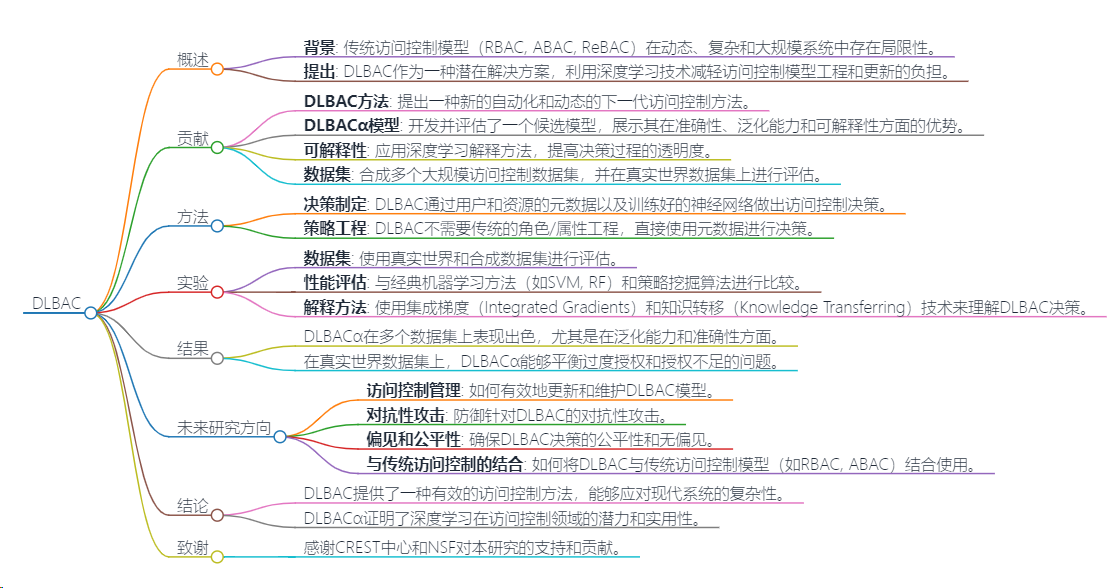 DLBAC
概述
背景: 传统访问控制模型（RBAC, ABAC, ReBAC）在动态、复杂和大规模系统中存在局限性。
提出: DLBAC作为一种潜在解决方案，利用深度学习技术减轻访问控制模型工程和更新的负担。
贡献
DLBAC方法: 提出一种新的自动化和动态的下一代访问控制方法。
DLBACα模型: 开发并评估了一个候选模型，展示其在准确性、泛化能力和可解释性方面的优势。
可解释性: 应用深度学习解释方法，提高决策过程的透明度。
数据集: 合成多个大规模访问控制数据集，并在真实世界数据集上进行评估。
方法
决策制定: DLBAC通过用户和资源的元数据以及训练好的神经网络做出访问控制决策。
策略工程: DLBAC不需要传统的角色/属性工程，直接使用元数据进行决策。
实验
数据集: 使用真实世界和合成数据集进行评估。
性能评估: 与经典机器学习方法（如SVM, RF）和策略挖掘算法进行比较。
解释方法: 使用集成梯度（Integrated Gradients）和知识转移（Knowledge Transferring）技术来理解DLBAC决策。
结果
DLBACα在多个数据集上表现出色，尤其是在泛化能力和准确性方面。
在真实世界数据集上，DLBACα能够平衡过度授权和授权不足的问题。
未来研究方向
访问控制管理: 如何有效地更新和维护DLBAC模型。
对抗性攻击: 防御针对DLBAC的对抗性攻击。
偏见和公平性: 确保DLBAC决策的公平性和无偏见。
与传统访问控制的结合: 如何将DLBAC与传统访问控制模型（如RBAC, ABAC）结合使用。
结论
DLBAC提供了一种有效的访问控制方法，能够应对现代系统的复杂性。
DLBACα证明了深度学习在访问控制领域的潜力和实用性。
致谢
感谢CREST中心和NSF对本研究的支持和贡献。